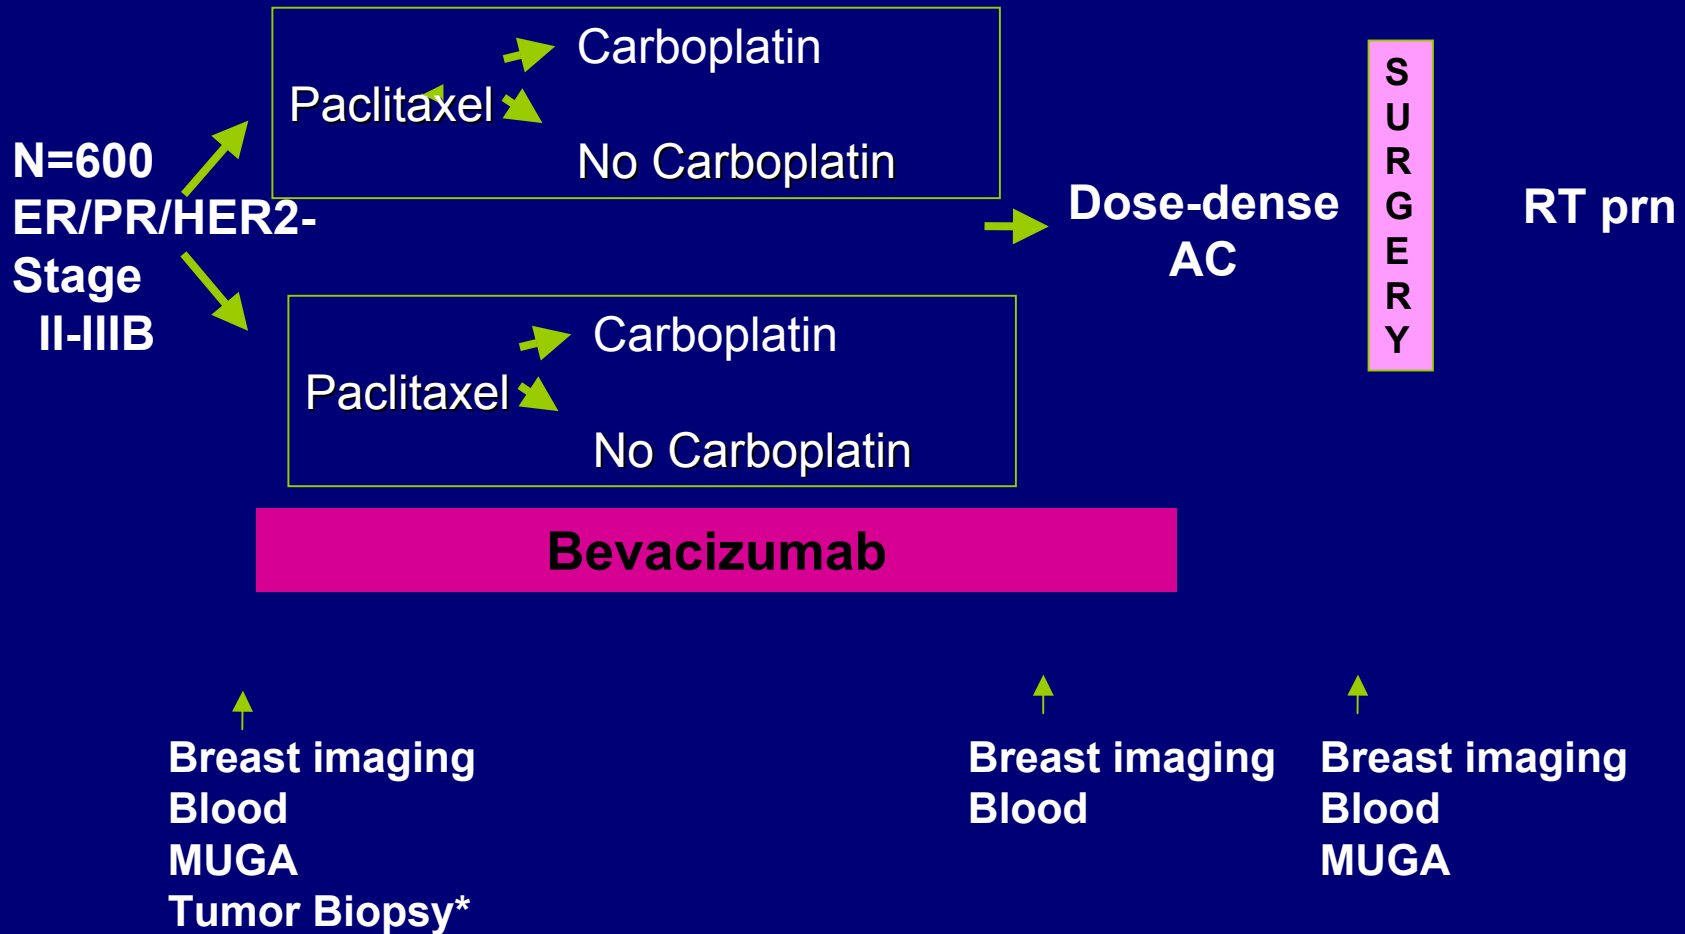 N=600
ER/PR/HER2-
Stage
II-IIIB
Paclitaxel
Carboplatin
No Carboplatin
Paclitaxel
Carboplatin
No Carboplatin
Bevacizumab
Dose-dense
AC
S
U
R
G
E
R
Y
RT prn
Breast imaging
Blood
MUGA
Tumor Biopsy*
Breast imaging
Blood
Breast imaging
Blood
MUGA